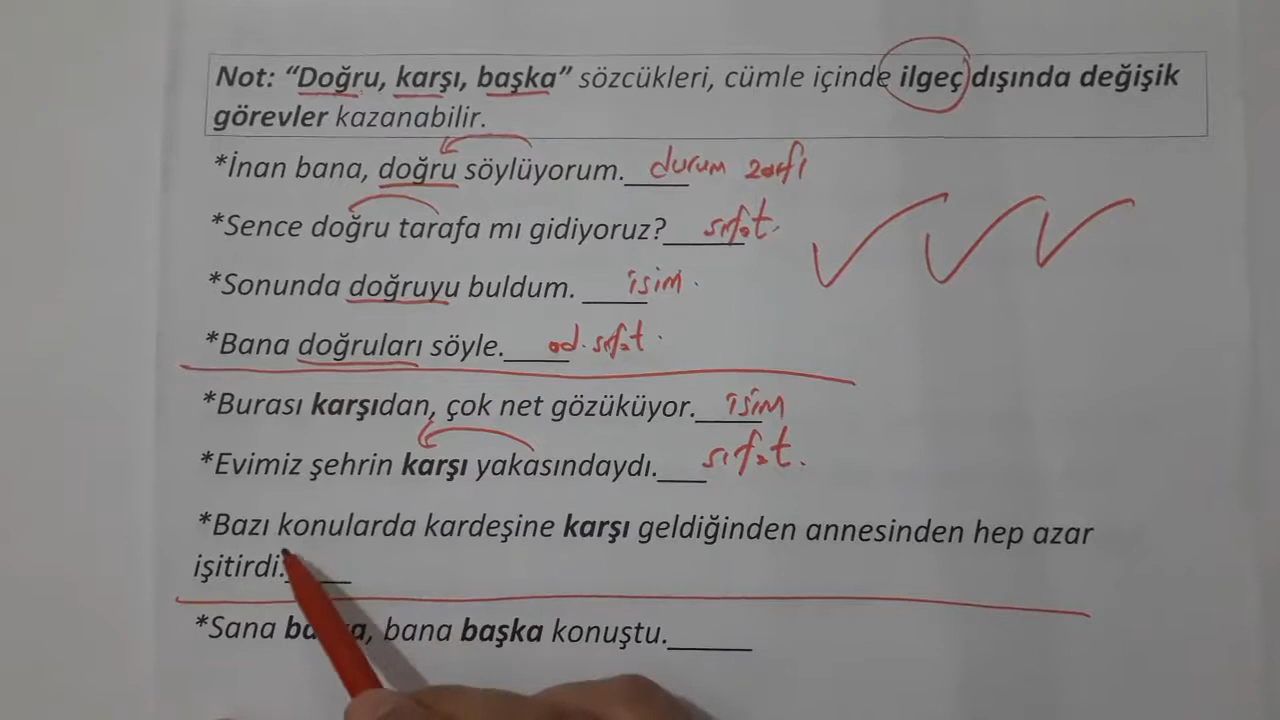 Not: “Doğru, karşı, başka” sözcükleri, cümle içinde ilgeç dışında değişik
görevler kazanabilir.
*İnan bana, doğru söylüyorum.____ durum zarfı
*Sence doğru tarafa mı gidiyoruz?_____ sıfat.
*Sonunda doğruyu buldum. ____ isim.
*Bana doğruları söyle.____ ad. sıfat.
*Burası karşıdan, çok net gözüküyor.____ isim
*Evimiz şehrin karşı yakasındaydı.___ sıfat.
*Bazı konularda kardeşine karşı geldiğinden annesinden hep azar
işitirdi.____
*Sana bana başka konuştu._____